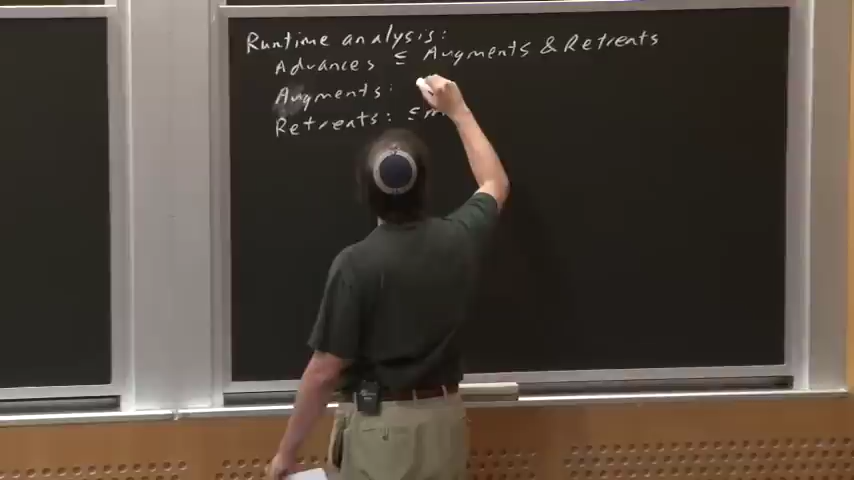 Runtime analysis:
Advances ≤ Augments & Retreats
Augments:
Retreats: ≤ m